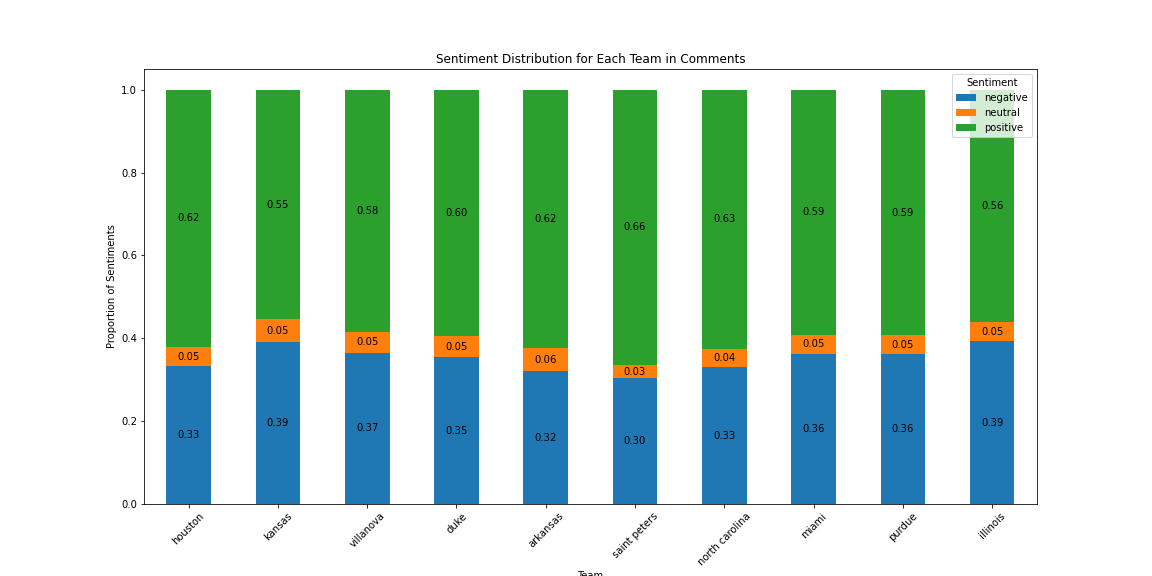 Sentiment Distribution for Each Team in Comments
Sentiment
negative
neutral
positive
Proportion of Sentiments
1.0
0.8
0.6
0.4
0.2
0.0
0.62 0.55 0.58 0.60 0.62 0.66 0.63 0.59 0.59 0.56
0.05 0.05 0.05 0.05 0.06 0.03 0.04 0.05 0.05 0.05
0.33 0.39 0.37 0.35 0.32 0.30 0.33 0.36 0.36 0.39
houston kansas villanova duke arkansas saint peters north carolina miami purdue illinois
Team